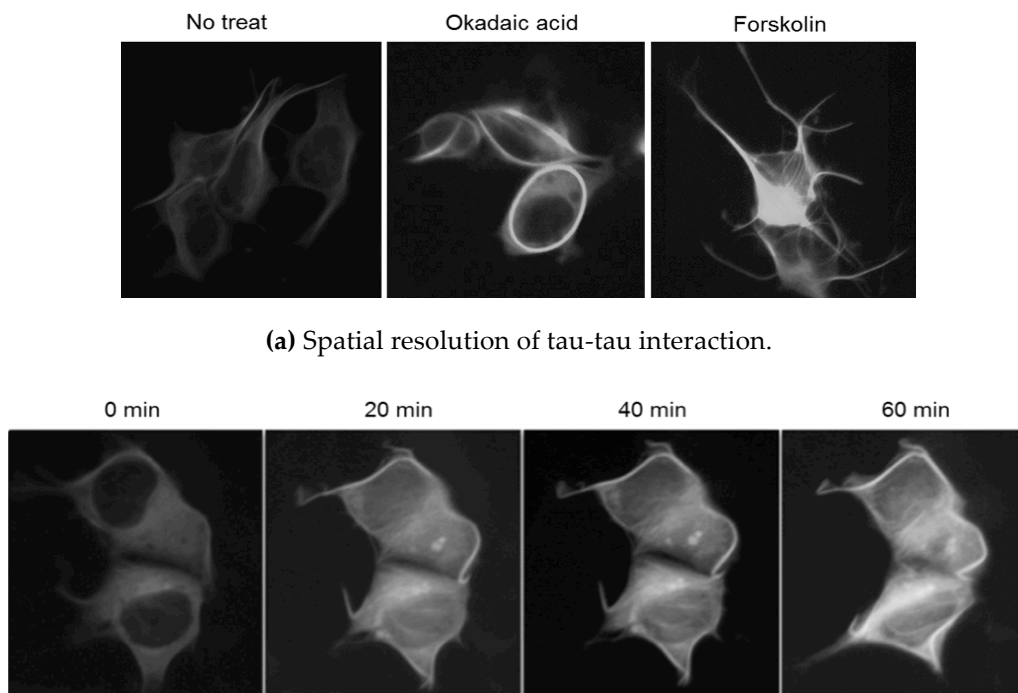 No treat Okadaic acid Forskolin
(a) Spatial resolution of tau-tau interaction.
0 min 20 min 40 min 60 min